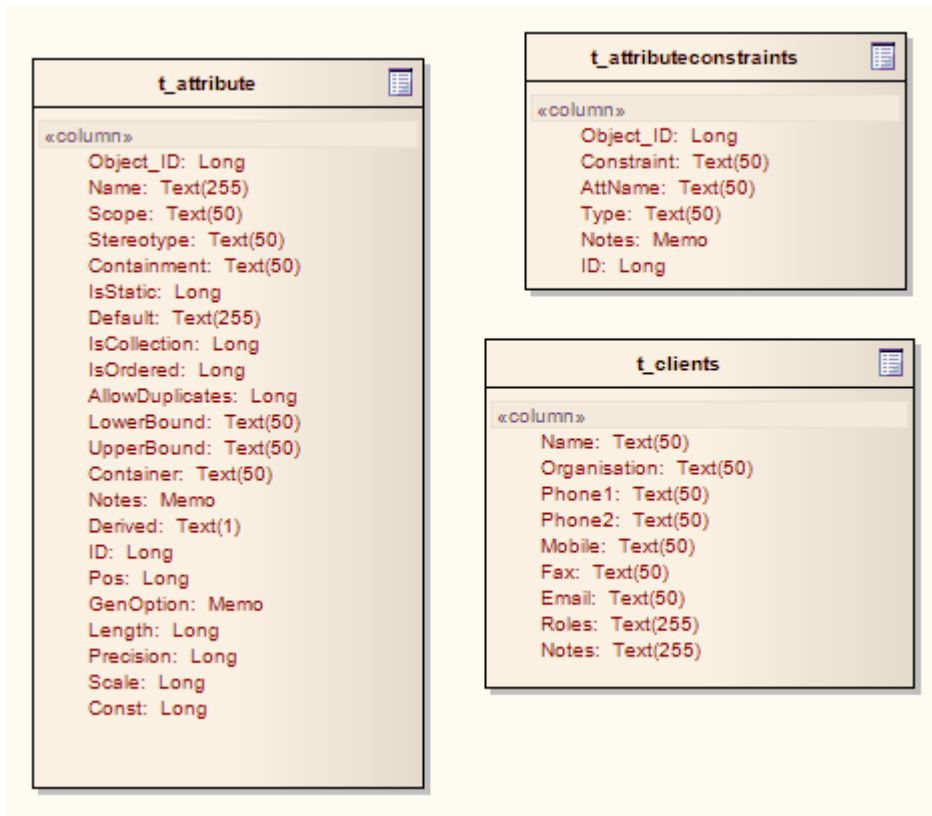 t_attribute
«column»
Object_ID: Long
Name: Text(255)
Scope: Text(50)
Stereotype: Text(50)
Containment: Text(50)
IsStatic: Long
Default: Text(255)
IsCollection: Long
IsOrdered: Long
AllowDuplicates: Long
LowerBound: Text(50)
UpperBound: Text(50)
Container: Text(50)
Notes: Memo
Derived: Text(1)
ID: Long
Pos: Long
GenOption: Memo
Length: Long
Precision: Long
Scale: Long
Const: Long
t_attributeconstraints
«column»
Object_ID: Long
Constraint: Text(50)
AttName: Text(50)
Type: Text(50)
Notes: Memo
ID: Long
t_clients
«column»
Name: Text(50)
Organisation: Text(50)
Phone1: Text(50)
Phone2: Text(50)
Mobile: Text(50)
Fax: Text(50)
Email: Text(50)
Roles: Text(255)
Notes: Text(255)